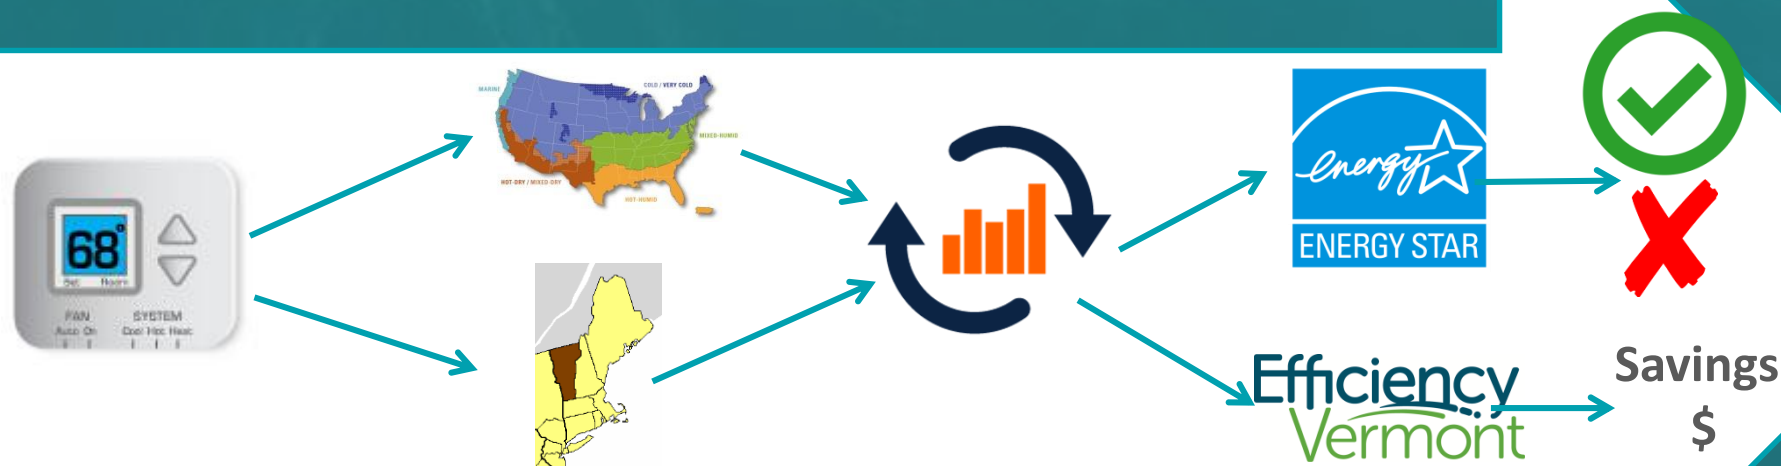 68°
Set Room
FAN SYSTEM
Auto On Cool Hot Heat
MARINE
COLD / VERY COLD
MIXED-HUMID
HOT-DRY / MIXED-DRY
HOT-HUMID
energy
ENERGY STAR
Efficiency
Vermont
Savings
$